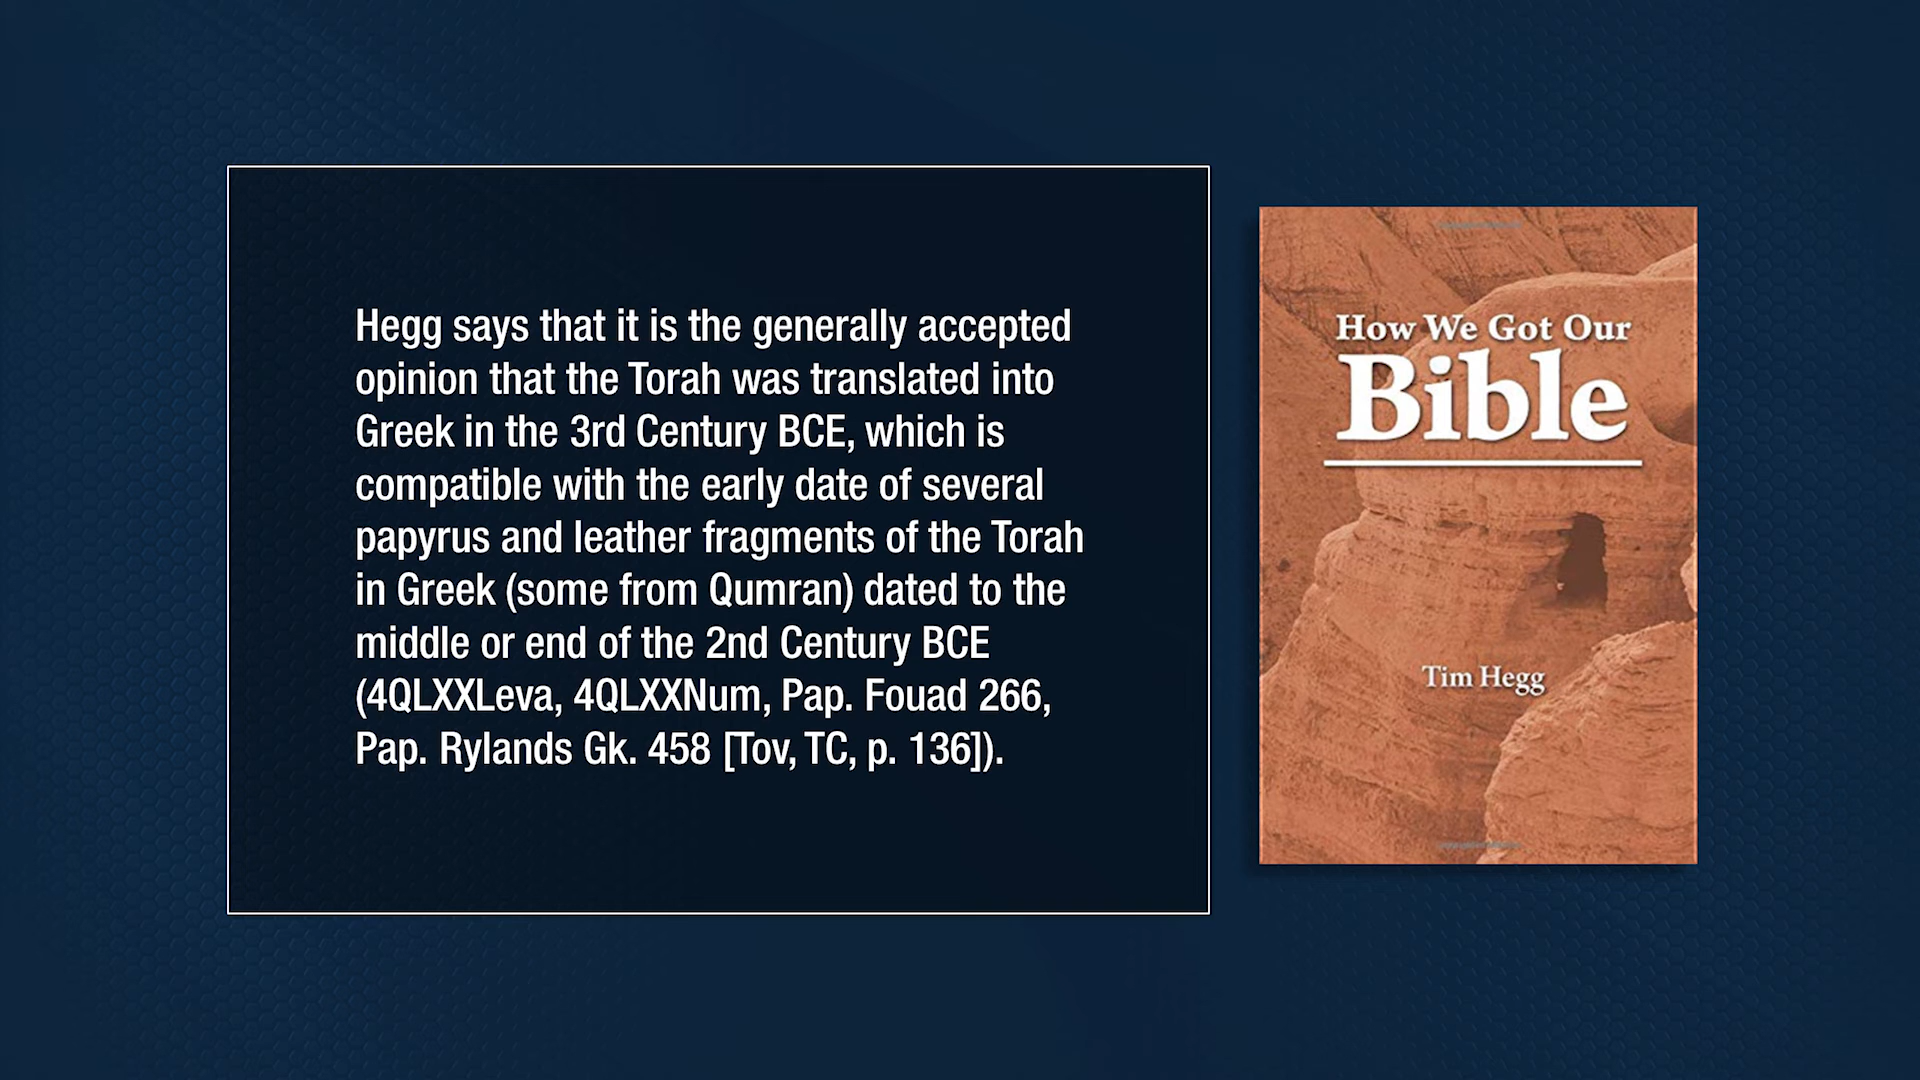 Hegg says that it is the generally accepted
opinion that the Torah was translated into
Greek in the 3rd Century BCE, which is
compatible with the early date of several
papyrus and leather fragments of the Torah
in Greek (some from Qumran) dated to the
middle or end of the 2nd Century BCE
(4QLXXLeva, 4QLXXNum, Pap. Fouad 266,
Pap. Rylands Gk. 458 [Tov, TC, p. 136]).
How We Got Our
Bible
Tim Hegg